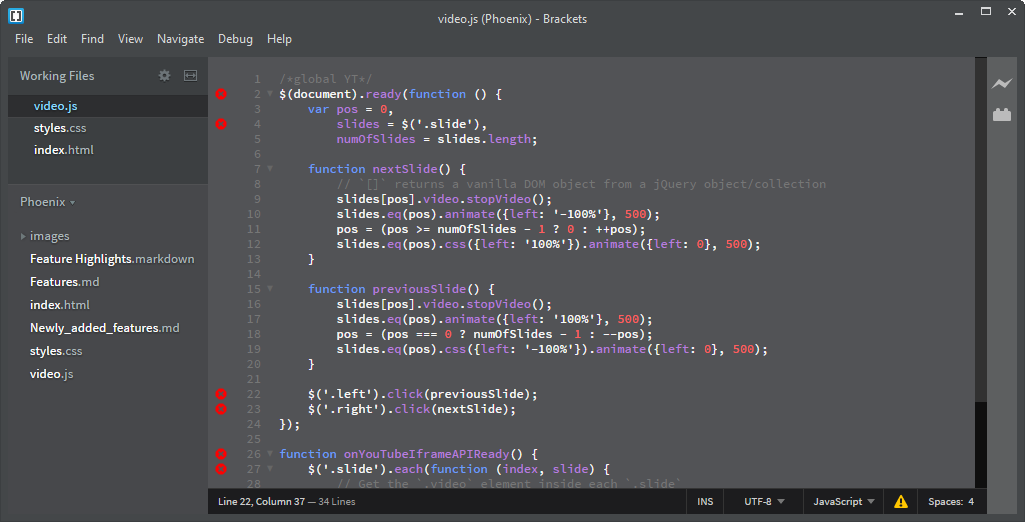 video.js (Phoenix) - Brackets
File Edit Find View Navigate Debug Help
Working Files
video.js
styles.css
index.html
Phoenix
images
Feature Highlights.markdown
Features.md
index.html
Newly_added_features.md
styles.css
video.js
1 /*global YT*/
2 $(document).ready(function () {
3     var pos = 0,
4         slides = $('.slide'),
5         numOfSlides = slides.length;
6
7     function nextSlide() {
8         // `[]` returns a vanilla DOM object from a jQuery object/collection
9         slides[pos].video.stopVideo();
10         slides.eq(pos).animate({left: '-100%'}, 500);
11         pos = (pos >= numOfSlides - 1 ? 0 : ++pos);
12         slides.eq(pos).css({left: '100%'}).animate({left: 0}, 500);
13     }
14
15     function previousSlide() {
16         slides[pos].video.stopVideo();
17         slides.eq(pos).animate({left: '100%'}, 500);
18         pos = (pos === 0 ? numOfSlides - 1 : --pos);
19         slides.eq(pos).css({left: '-100%'}).animate({left: 0}, 500);
20     }
21
22     $('.left').click(previousSlide);
23     $('.right').click(nextSlide);
24 });
25
26 function onYouTubeIframeAPIReady() {
27     $('.slide').each(function (index, slide) {
28         // Get the `.video` element inside each `.slide`
Line 22, Column 37 — 34 Lines INS UTF-8 JavaScript Spaces: 4